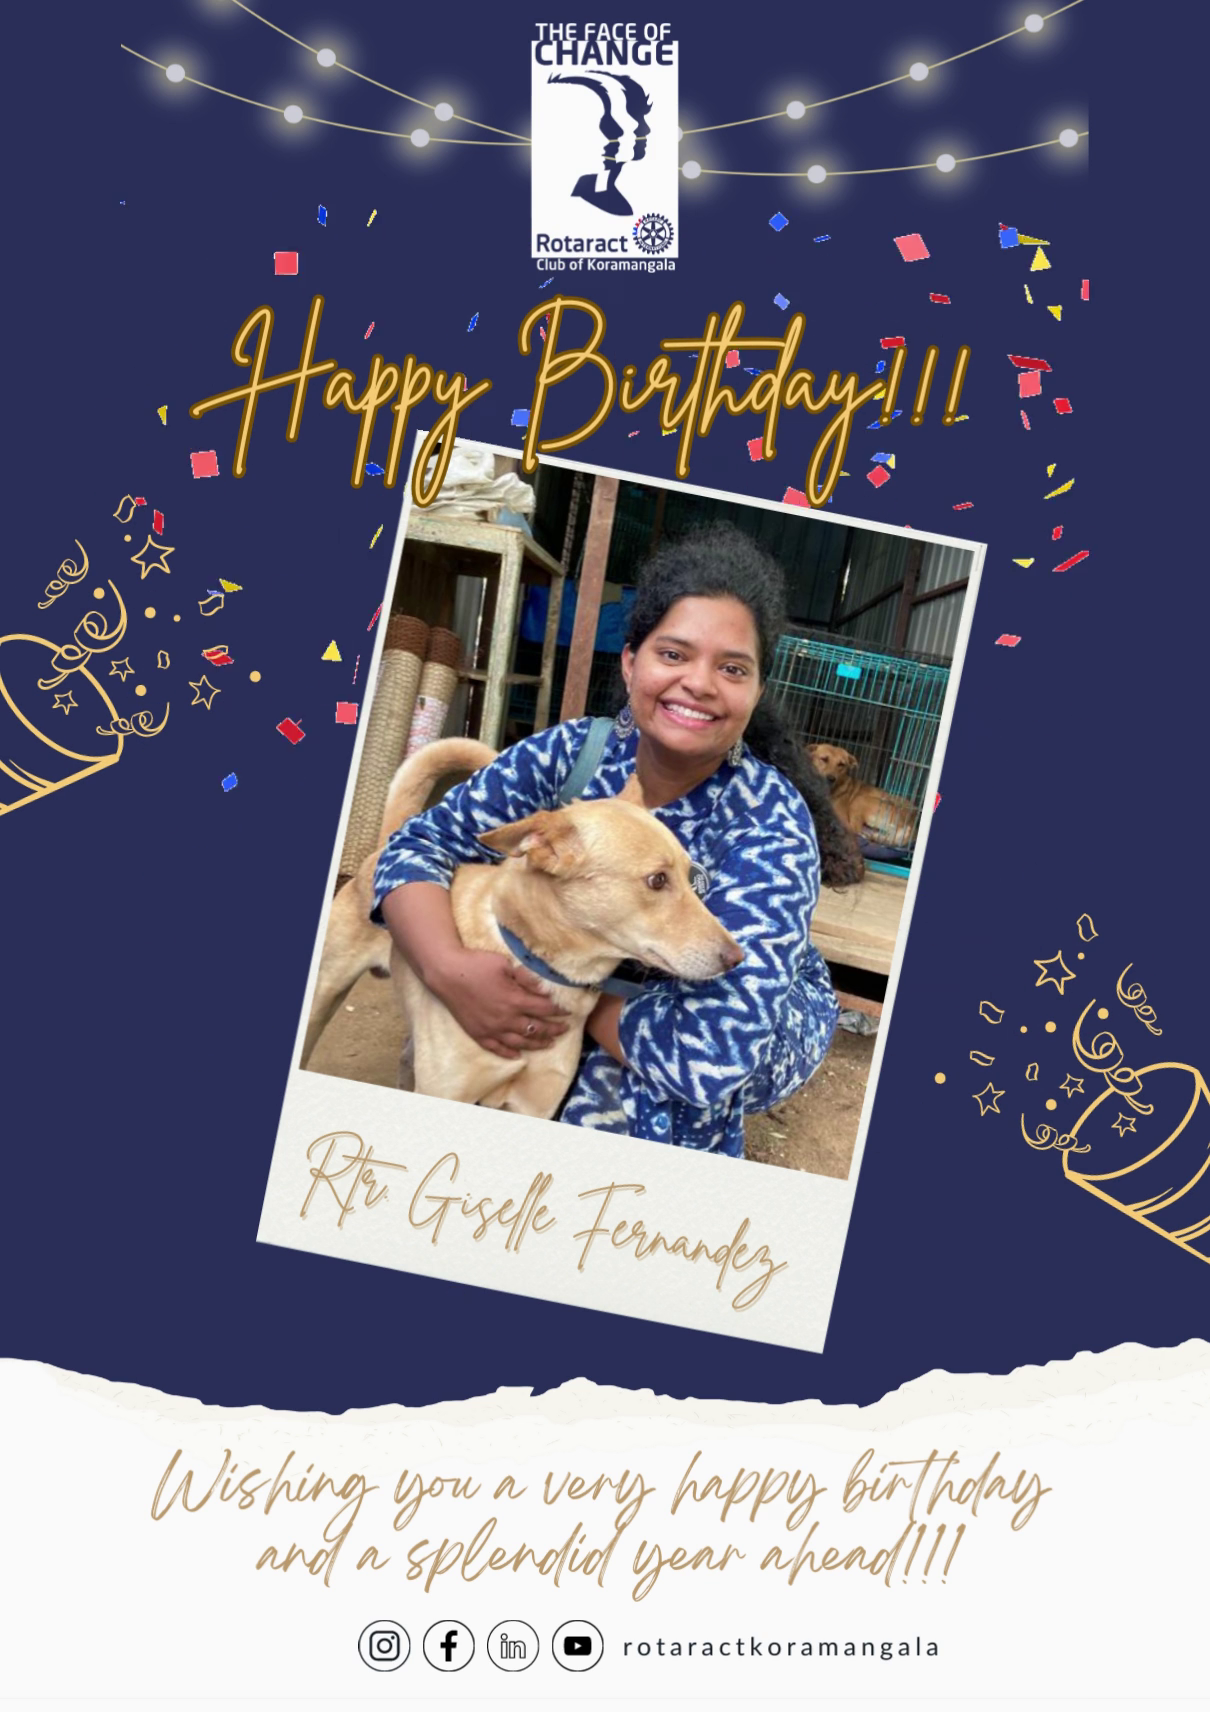 THE FACE OF
CHANGE
Rotaract
Club of Koramangala
Happy Birthday!!!
Rtr. Giselle Fernandez
Wishing you a very happy birthday
and a splendid year ahead!!!
in rotaractkoramangala